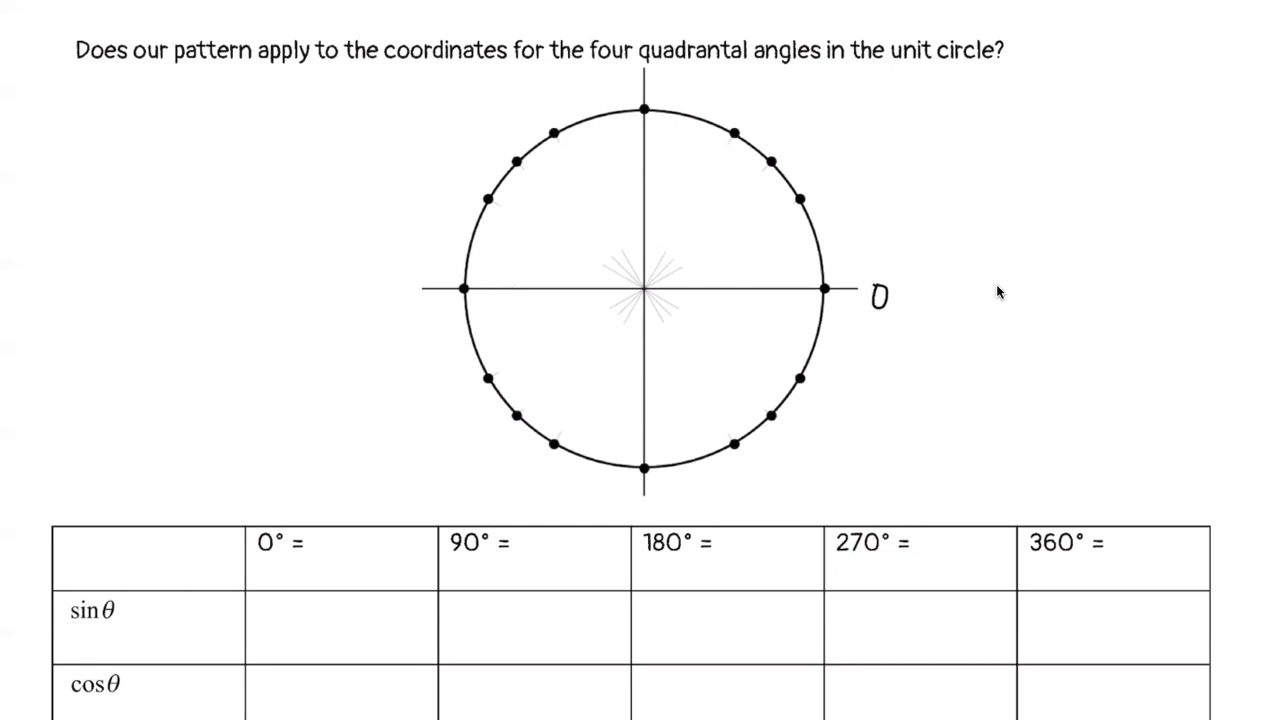 Does our pattern apply to the coordinates for the four quadrantal angles in the unit circle?
0
0° = 90° = 180° = 270° = 360° =
sinθ
cosθ